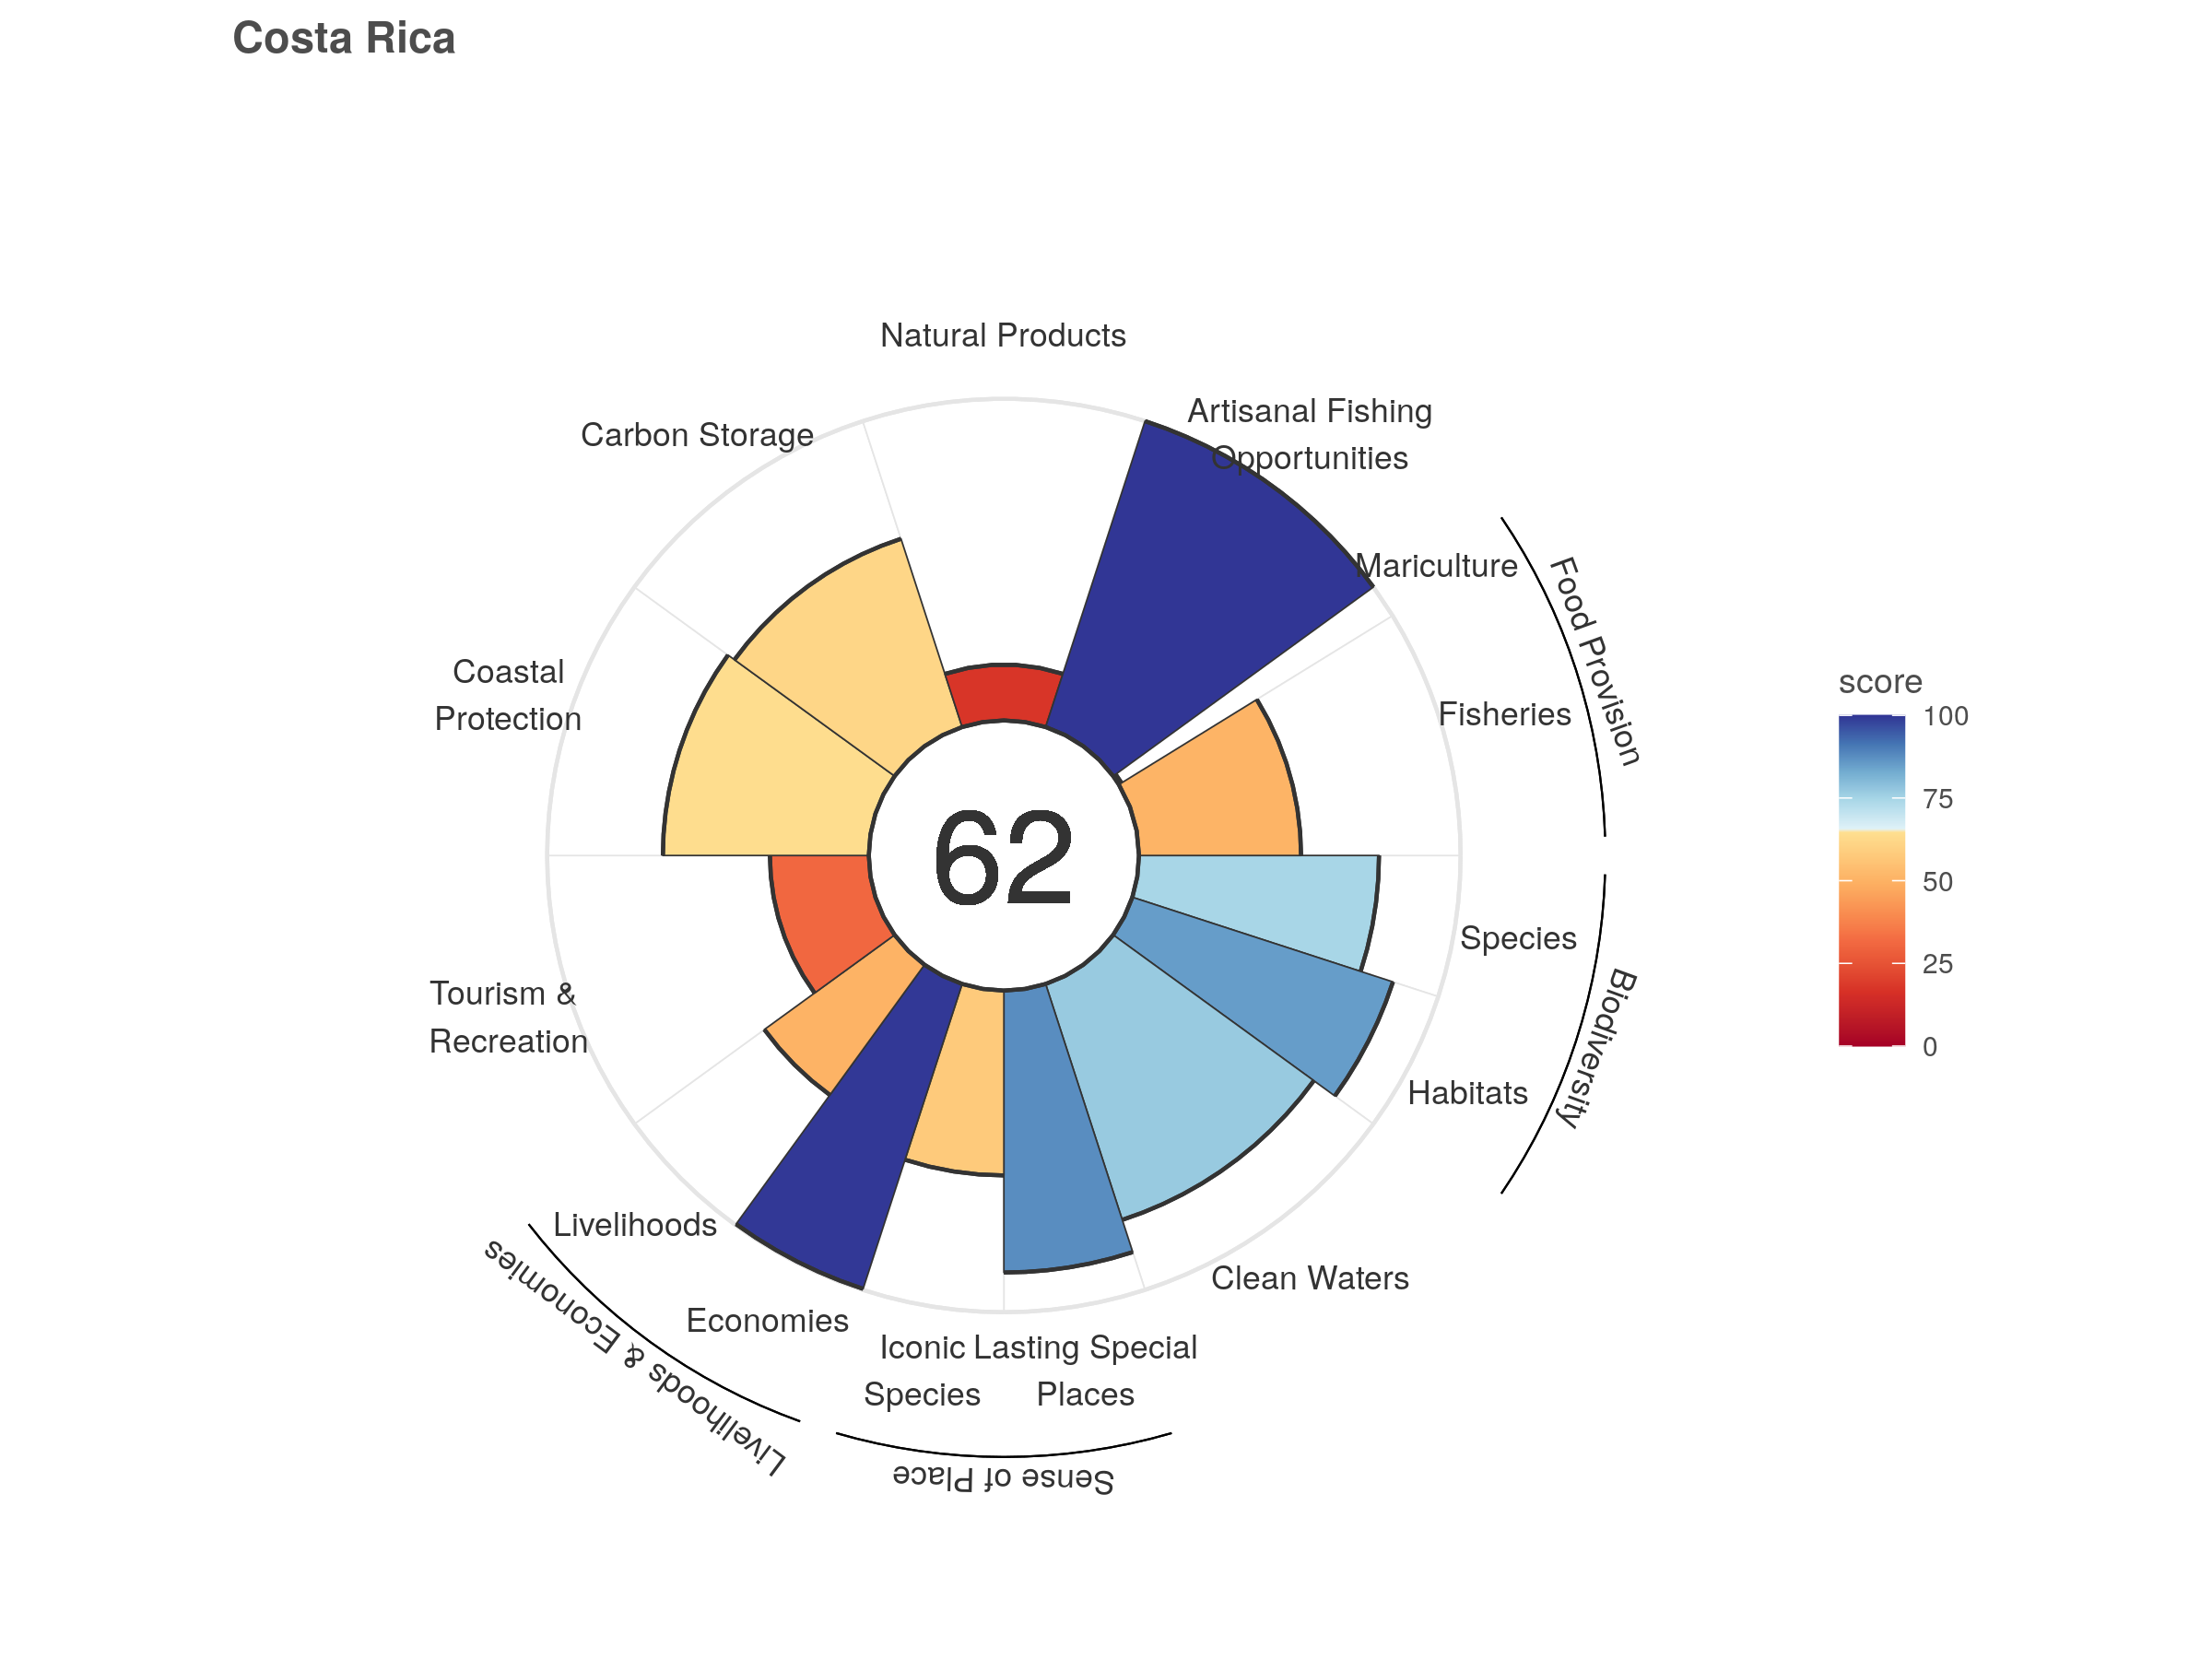 Costa Rica
Natural Products
Artisanal Fishing
Opportunities
Carbon Storage
Mariculture
Food Provision
Fisheries
Coastal
Protection
score
100
75
50
25
0
62
Species
Biodiversity
Habitats
Tourism &
Recreation
Livelihoods
Clean Waters
Economies
Livelihoods & Economies
Iconic
Species
Lasting Special
Places
Sense of Place